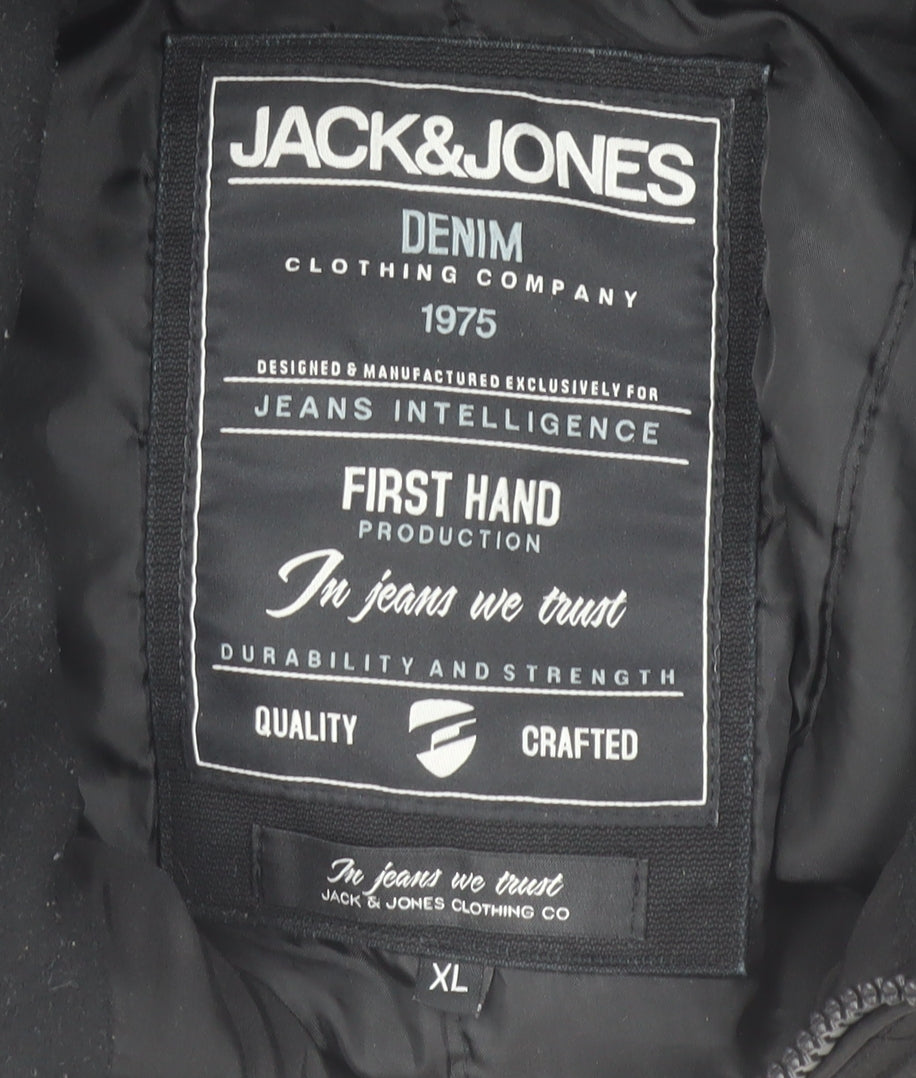 JACK&JONES
DENIM
CLOTHING COMPANY
1975
DESIGNED & MANUFACTURED EXCLUSIVELY FOR
JEANS INTELLIGENCE
FIRST HAND
PRODUCTION
In jeans we trust
DURABILITY AND STRENGTH
QUALITY CRAFTED
In jeans we trust
JACK & JONES CLOTHING CO
XL